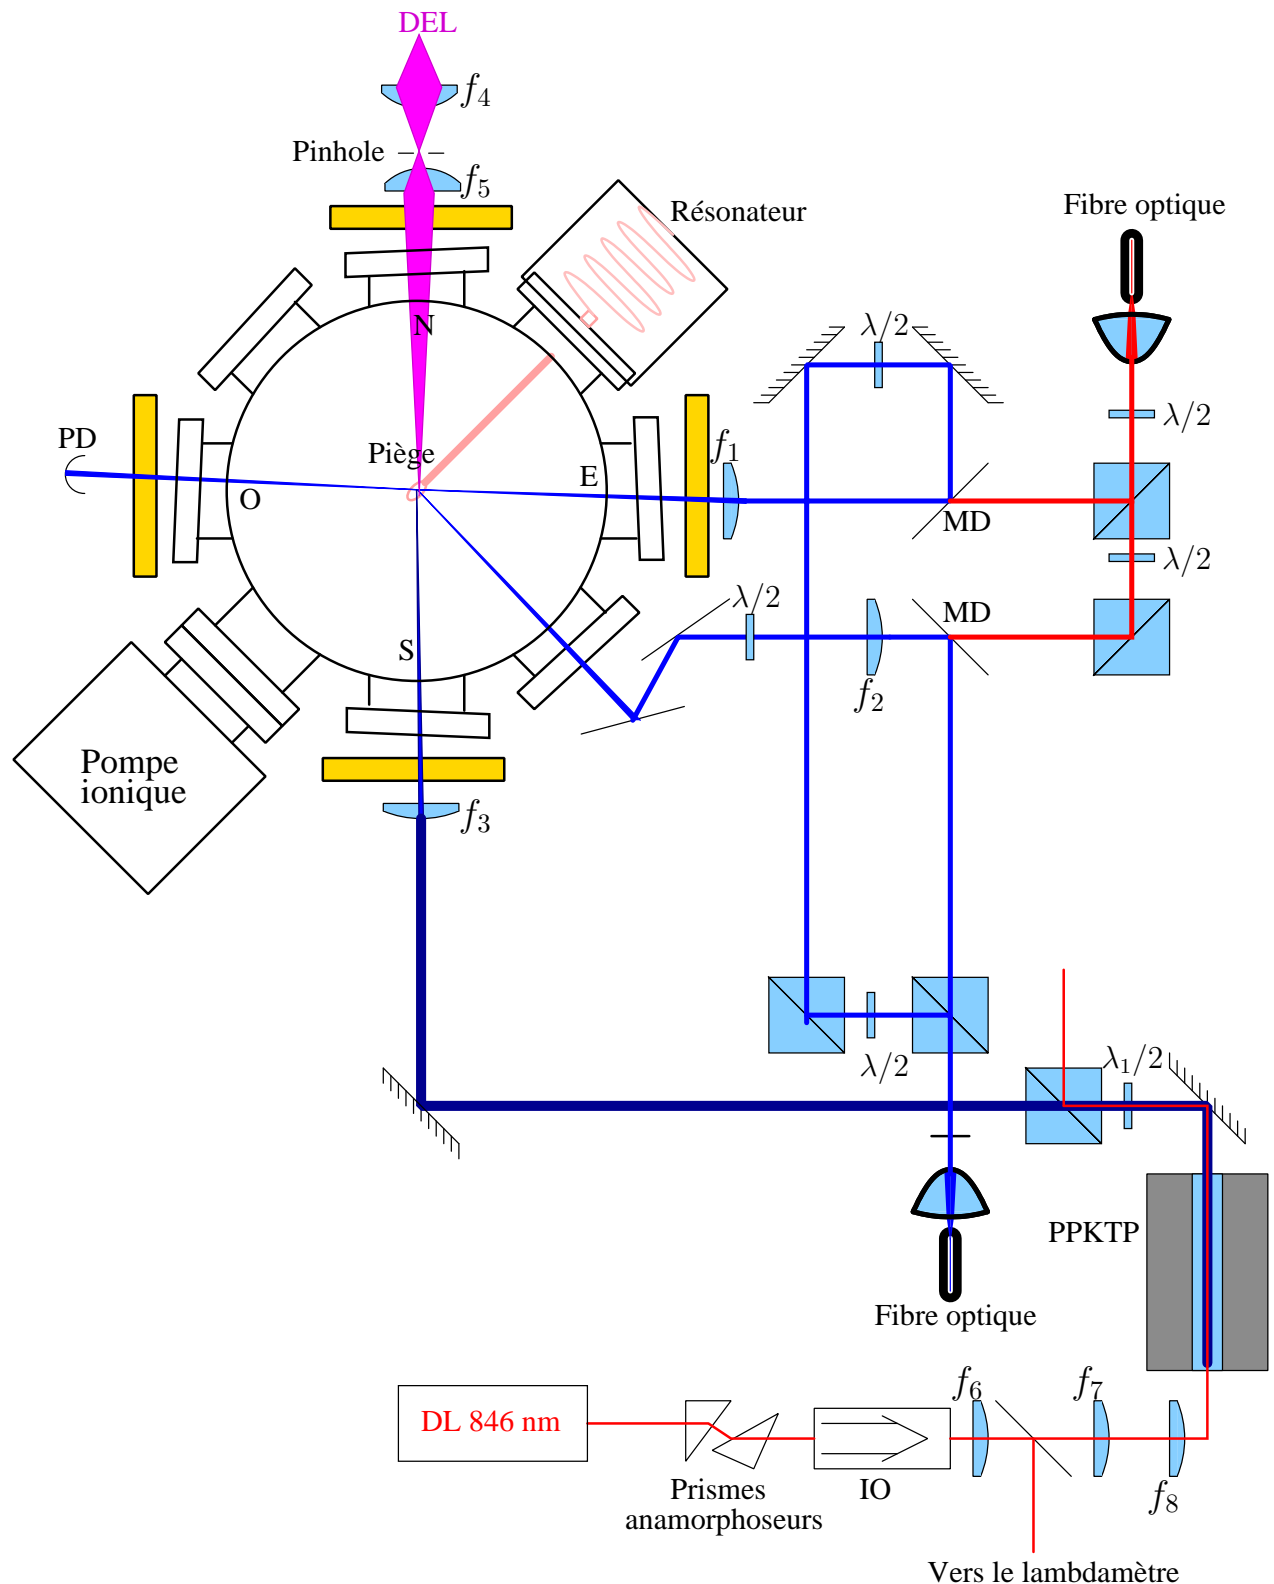 DEL
f4
Pinhole
f5
Résonateur
Fibre optique
N
λ/2
λ/2
PD
Piège
f1
E
O
MD
λ/2
λ/2
MD
S
f2
Pompe
ionique
f3
λ/2
λ1/2
PPKTP
Fibre optique
f6
f7
DL 846 nm
Prismes
anamorphoseurs
IO
f8
Vers le lambdamètre